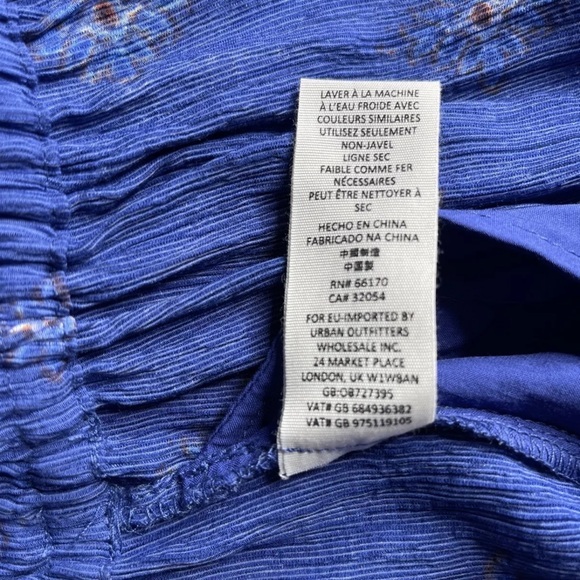 LAVER À LA MACHINE
À L'EAU FROIDE AVEC
COULEURS SIMILAIRES
UTILISEZ SEULEMENT
NON-JAVEL
LIGNE SEC
FAIBLE COMME FER
NÉCESSAIRES
PEUT ÊTRE NETTOYER À
SEC
HECHO EN CHINA
FABRICADO NA CHINA
中國製造
中国製
RN# 66170
CA# 32054
FOR EU-IMPORTED BY
URBAN OUTFITTERS
WHOLESALE INC.
24 MARKET PLACE
LONDON, UK W1W8AN
GB:OB727395
VAT# GB 684936382
VAT# GB 975119105